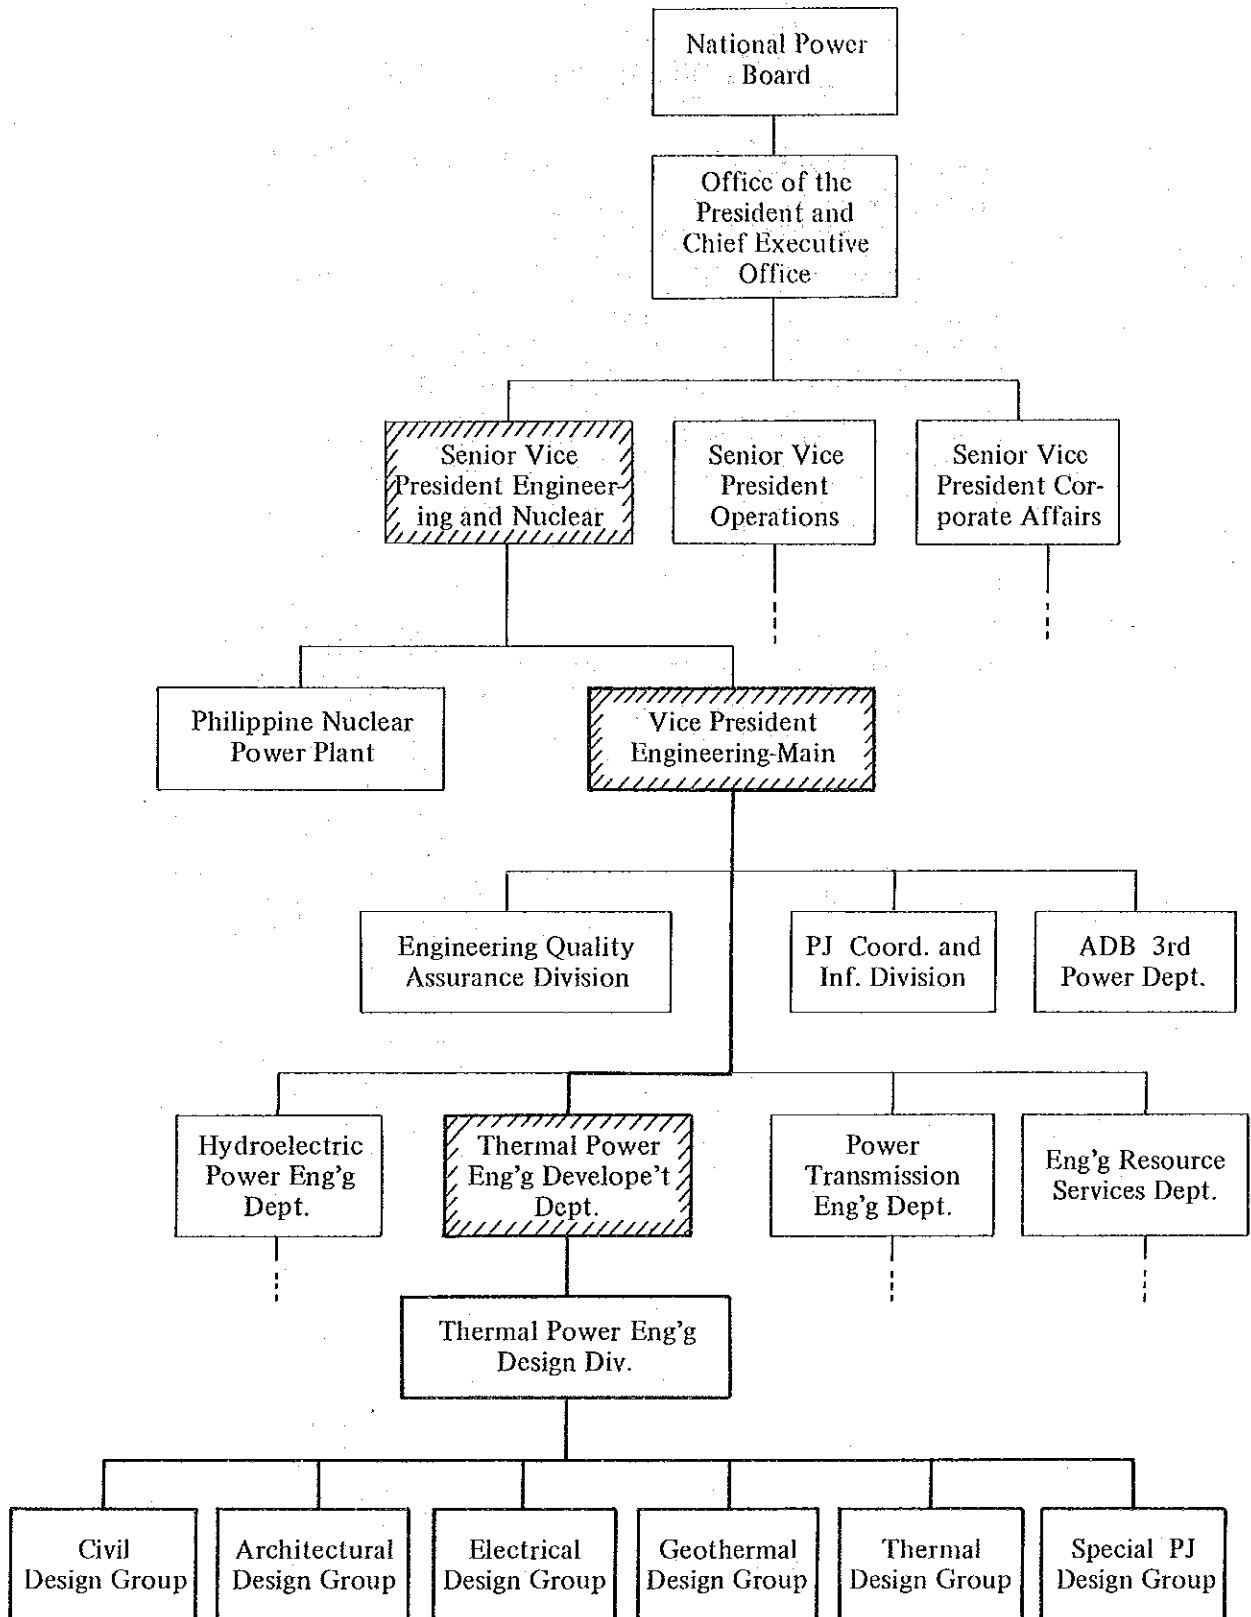 National Power
Board
Office of the
President and
Chief Executive
Office
Senior Vice
President Engineer-
ing and Nuclear
Senior Vice
President
Operations
Senior Vice
President Cor-
porate Affairs
Philippine Nuclear
Power Plant
Vice President
Engineering-Main
Engineering Quality
Assurance Division
PJ Coord. and
Inf. Division
ADB 3rd
Power Dept.
Hydroelectric
Power Eng'g
Dept.
Thermal Power
Eng'g Develope't
Dept.
Power
Transmission
Eng'g Dept.
Eng'g Resource
Services Dept.
Thermal Power Eng'g
Design Div.
Civil
Design Group
Architectural
Design Group
Electrical
Design Group
Geothermal
Design Group
Thermal
Design Group
Special PJ
Design Group